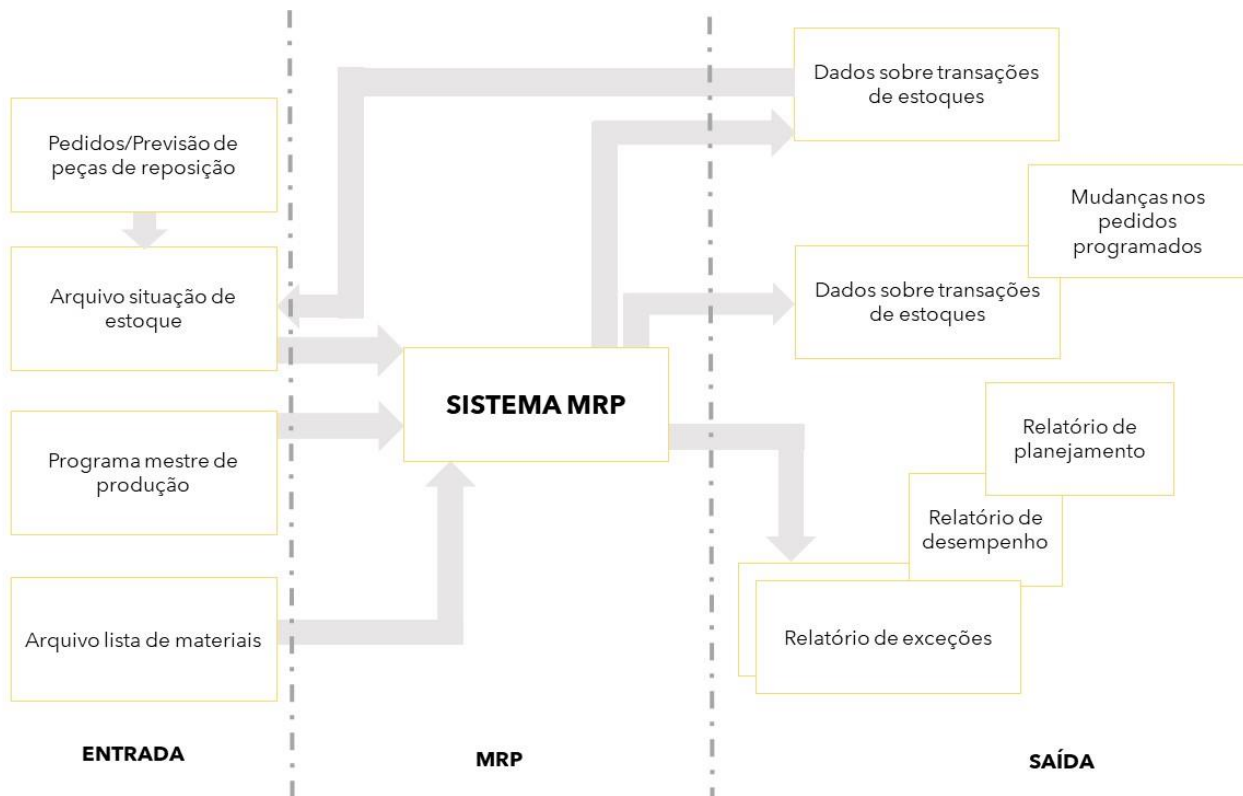 Pedidos/Previsão de
peças de reposição
Arquivo situação de
estoque
Programa mestre de
produção
Arquivo lista de materiais
ENTRADA
SISTEMA MRP
MRP
Dados sobre transações
de estoques
Mudanças nos
pedidos
programados
Dados sobre transações
de estoques
Relatório de
planejamento
Relatório de
desempenho
Relatório de exceções
SAÍDA